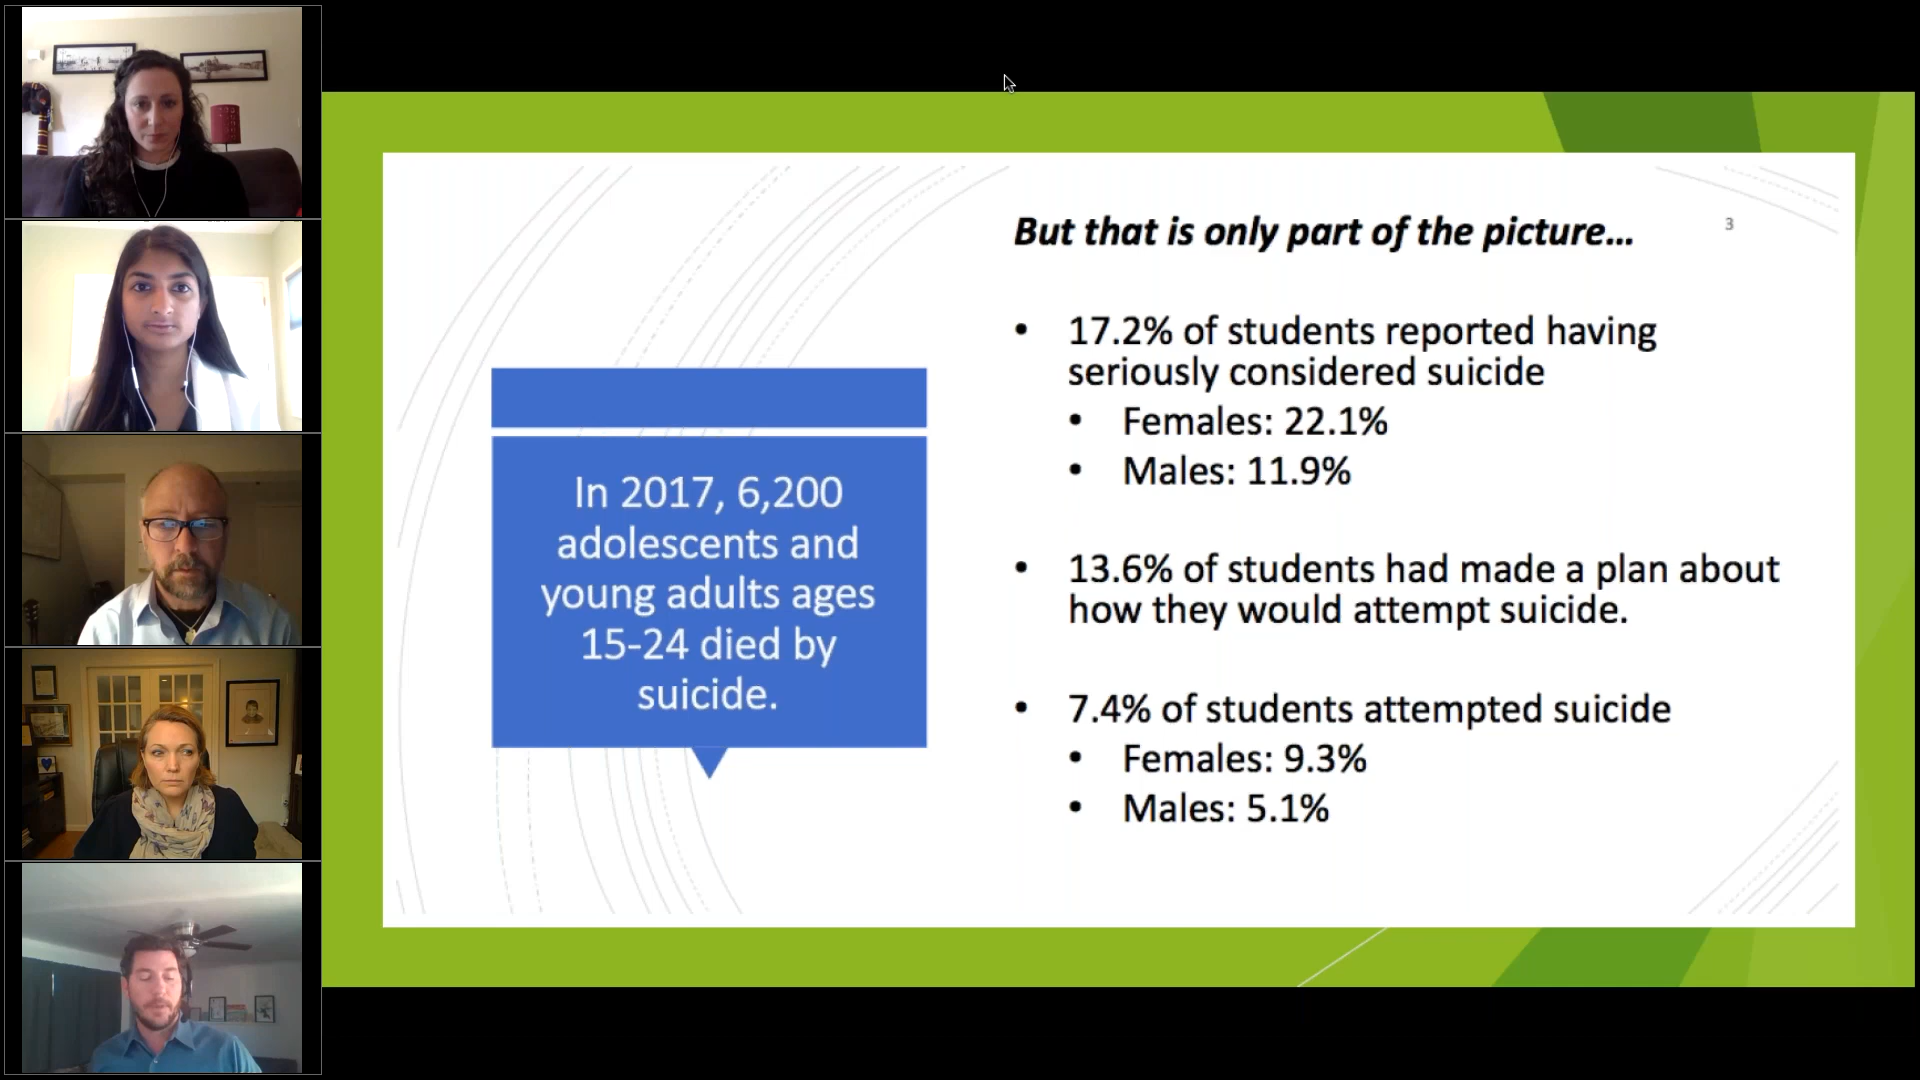 But that is only part of the picture...
3
In 2017, 6,200
adolescents and
young adults ages
15-24 died by
suicide.
• 17.2% of students reported having
seriously considered suicide
• Females: 22.1%
• Males: 11.9%
• 13.6% of students had made a plan about
how they would attempt suicide.
• 7.4% of students attempted suicide
• Females: 9.3%
• Males: 5.1%